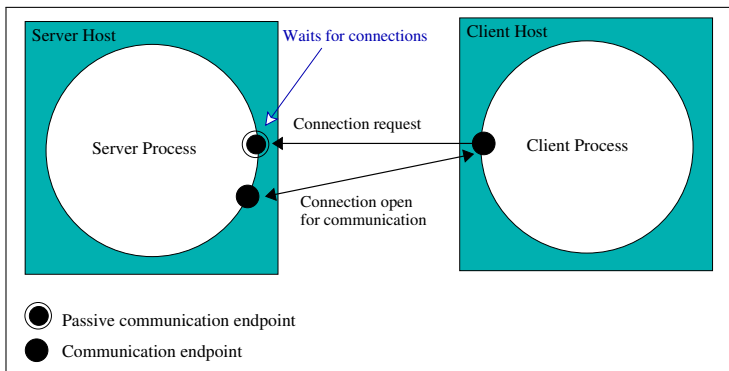 Server Host
Waits for connections
Client Host
Connection request
Server Process
Client Process
Connection open
for communication
Passive communication endpoint
Communication endpoint